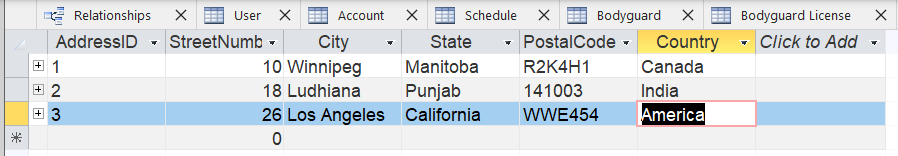 Relationships User Account Schedule Bodyguard Bodyguard License
AddressID StreetNumb City State PostalCode Country Click to Add
1 10 Winnipeg Manitoba R2K4H1 Canada
2 18 Ludhiana Punjab 141003 India
3 26 Los Angeles California WWE454 America
0